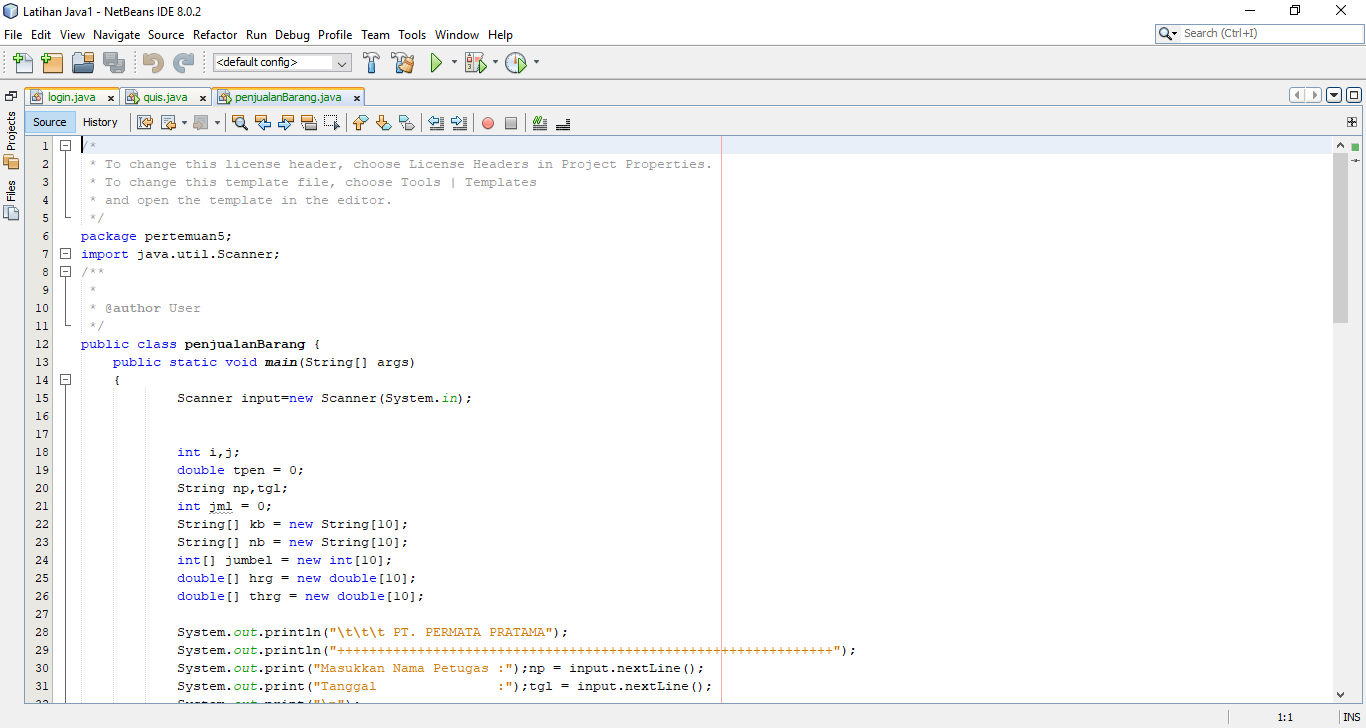 Latihan Java1 - NetBeans IDE 8.0.2
File Edit View Navigate Source Refactor Run Debug Profile Team Tools Window Help
Search (Ctrl+I)
<default config>
login.java quis.java penjualanBarang.java
Source History
Projects
Files
1 /*
2 * To change this license header, choose License Headers in Project Properties.
3 * To change this template file, choose Tools | Templates
4 * and open the template in the editor.
5 */
6 package pertemuan5;
7 import java.util.Scanner;
8 /**
9 *
10 * @author User
11 */
12 public class penjualanBarang {
13 public static void main(String[] args)
14 {
15 Scanner input=new Scanner(System.in);
16
17
18 int i,j;
19 double tpen = 0;
20 String np,tgl;
21 int jml = 0;
22 String[] kb = new String[10];
23 String[] nb = new String[10];
24 int[] jumbel = new int[10];
25 double[] hrg = new double[10];
26 double[] thrg = new double[10];
27
28 System.out.println("\t\t\t PT. PERMATA PRATAMA");
29 System.out.println("++++++++++++++++++++++++++++++++++++++++++++++++++++++++++++++");
30 System.out.print("Masukkan Nama Petugas :");np = input.nextLine();
31 System.out.print("Tanggal               :");tgl = input.nextLine();
32 System.out.print("\n");
1:1 INS